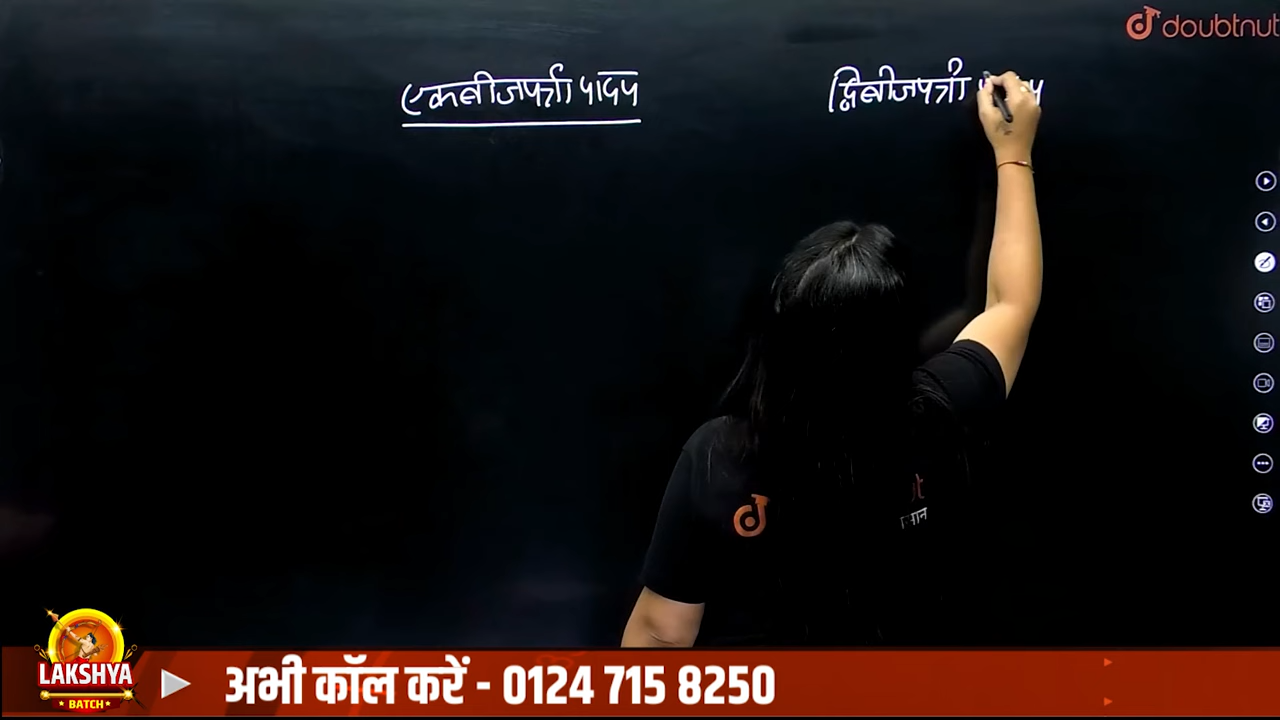 doubtnut
एकबीजपत्री पादप
द्विबीजपत्री
LAKSHYA
BATCH
अभी कॉल करें - 0124 715 8250